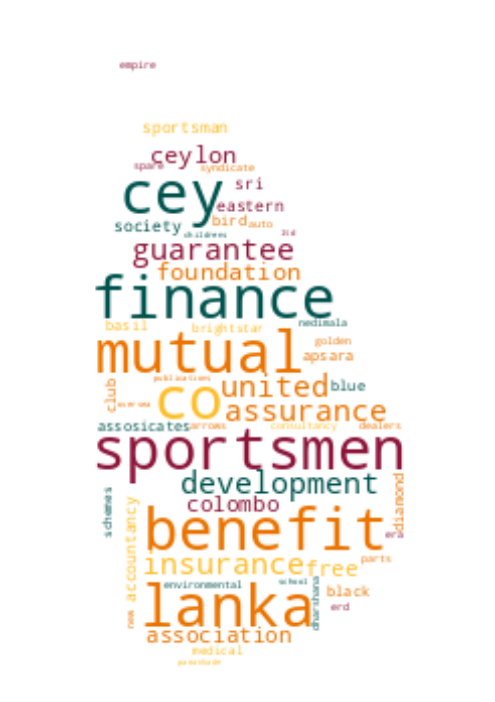 empire
sportsman
ceylon
spare
syndicate
cey
sri
eastern
society
bird
auto
childrens
ltd
guarantee
foundation
finance
basil
brightstar
nedimala
mutual
golden
apsara
publications
united
blue
club
co
assurance
assosicates
arrows
consultancy
dealers
sportsmen
development
diamond
schemes
colombo
accountancy
benefit
era
insurance
free
parts
environmental
school
dharshana
black
lanka
erd
new
association
medical